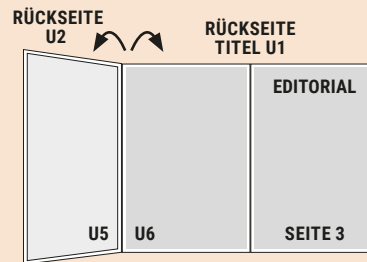 RÜCKSEITE
U2
RÜCKSEITE
TITEL U1
EDITORIAL
U5
U6
SEITE 3